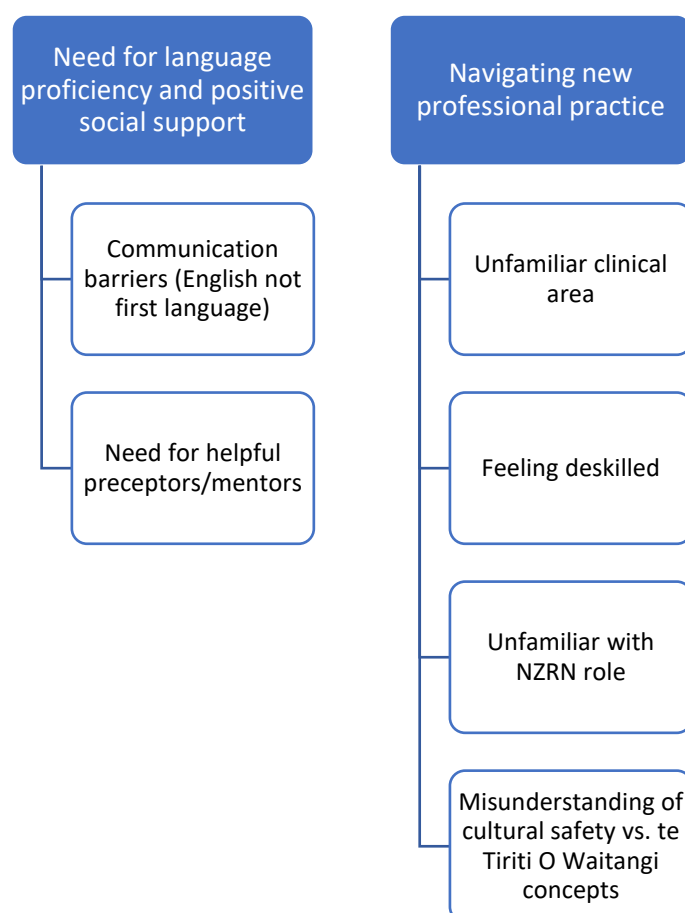 Need for language
proficiency and positive
social support
Communication
barriers (English not
first language)
Need for helpful
preceptors/mentors
Navigating new
professional practice
Unfamiliar clinical
area
Feeling deskilled
Unfamiliar with
NZRN role
Misunderstanding of
cultural safety vs. te
Tiriti O Waitangi
concepts